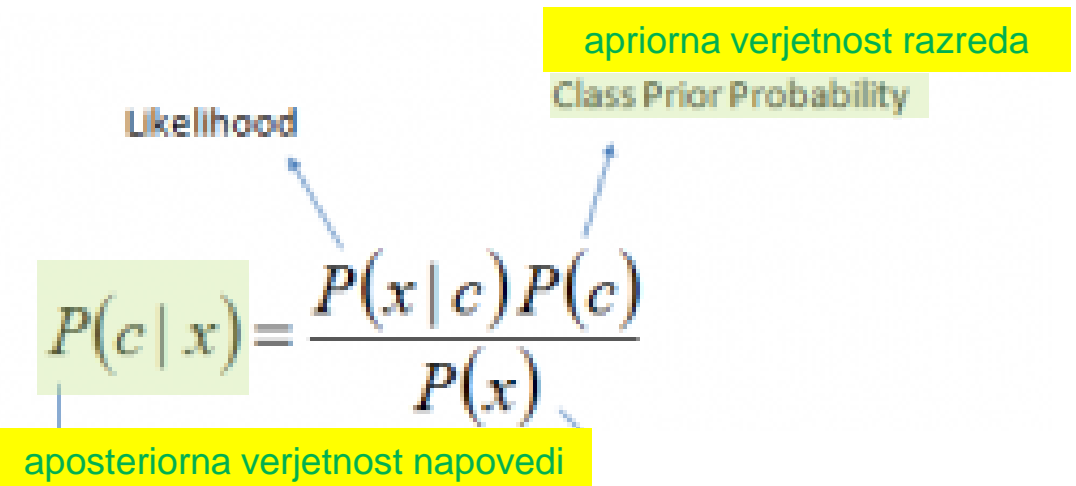 apriorna verjetnost razreda
Class Prior Probability
Likelihood
P(c|x) = P(x|c)P(c) / P(x)
aposteriorna verjetnost napovedi